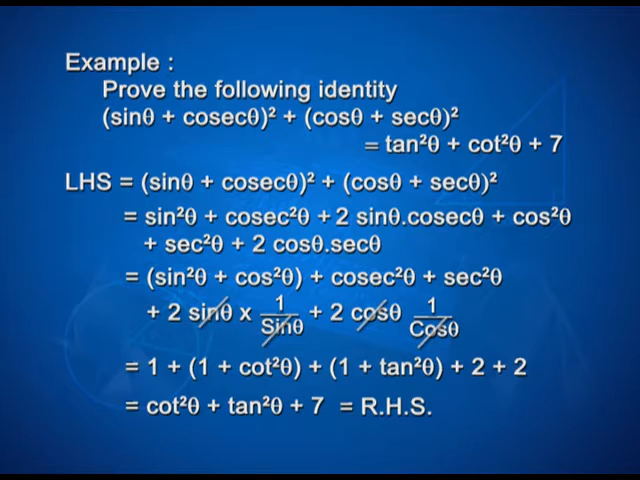 Example :
Prove the following identity
(sinθ + cosecθ)² + (cosθ + secθ)²
= tan²θ + cot²θ + 7
LHS = (sinθ + cosecθ)² + (cosθ + secθ)²
= sin²θ + cosec²θ + 2 sinθ.cosecθ + cos²θ
+ sec²θ + 2 cosθ.secθ
= (sin²θ + cos²θ) + cosec²θ + sec²θ
+ 2 sinθ x 1/Sinθ + 2 cosθ 1/Cosθ
= 1 + (1 + cot²θ) + (1 + tan²θ) + 2 + 2
= cot²θ + tan²θ + 7 = R.H.S.